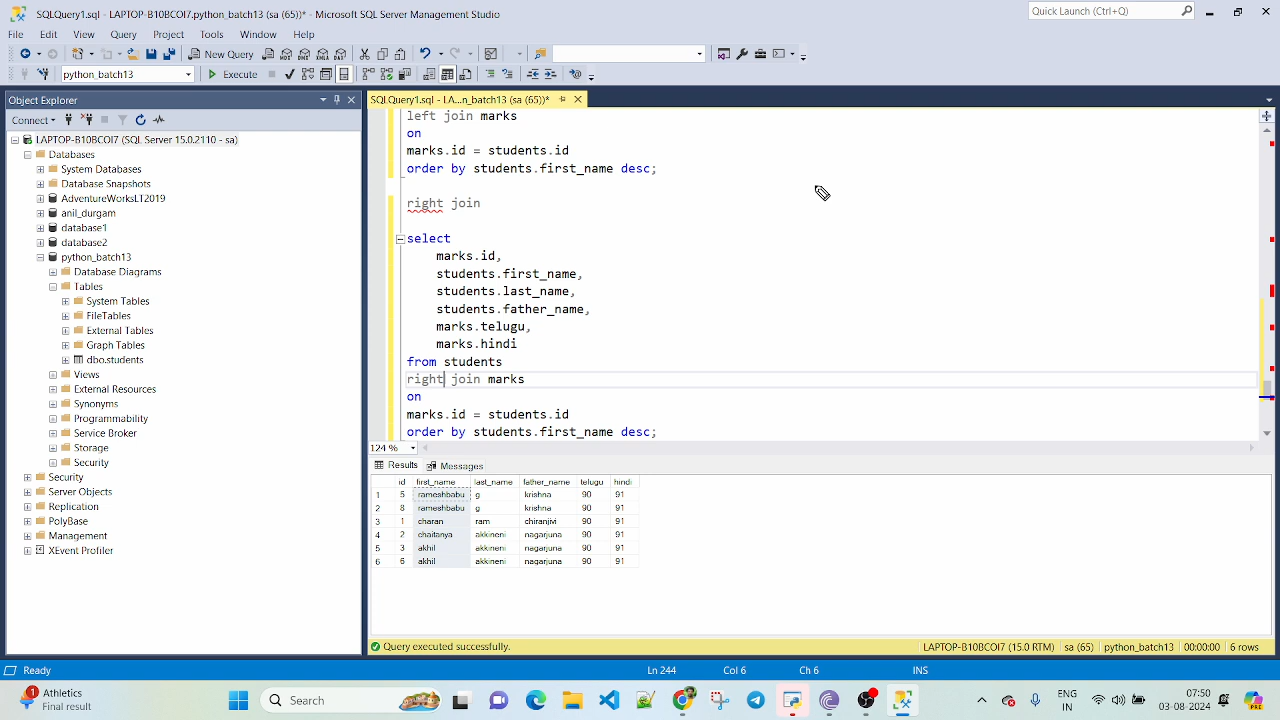 SQLQuery1.sql - LAPTOP-B10BCOI7.python_batch13 (sa (65))* - Microsoft SQL Server Management Studio
Quick Launch (Ctrl+Q)
File Edit View Query Project Tools Window Help
New Query
python_batch13 Execute
Object Explorer
SQLQuery1.sql - LA...n_batch13 (sa (65))*
Connect
LAPTOP-B10BCOI7 (SQL Server 15.0.2110 - sa)
Databases
System Databases
Database Snapshots
AdventureWorksLT2019
anil_durgam
database1
database2
python_batch13
Database Diagrams
Tables
System Tables
FileTables
External Tables
Graph Tables
dbo.students
Views
External Resources
Synonyms
Programmability
Service Broker
Storage
Security
Security
Server Objects
Replication
PolyBase
Management
XEvent Profiler
left join marks
on
marks.id = students.id
order by students.first_name desc;
right join
select
marks.id,
students.first_name,
students.last_name,
students.father_name,
marks.telugu,
marks.hindi
from students
right join marks
on
marks.id = students.id
order by students.first_name desc;
124 %
Results Messages
id first_name last_name father_name telugu hindi
1 5 rameshbabu g krishna 90 91
2 8 rameshbabu g krishna 90 91
3 1 charan ram chiranjivi 90 91
4 2 chaitanya akkineni nagarjuna 90 91
5 3 akhil akkineni nagarjuna 90 91
6 6 akhil akkineni nagarjuna 90 91
Query executed successfully. LAPTOP-B10BCOI7 (15.0 RTM) sa (65) python_batch13 00:00:00 6 rows
Ready Ln 244 Col 6 Ch 6 INS
1 Athletics
Final result
Search
ENG
IN
07:50
03-08-2024
PRE